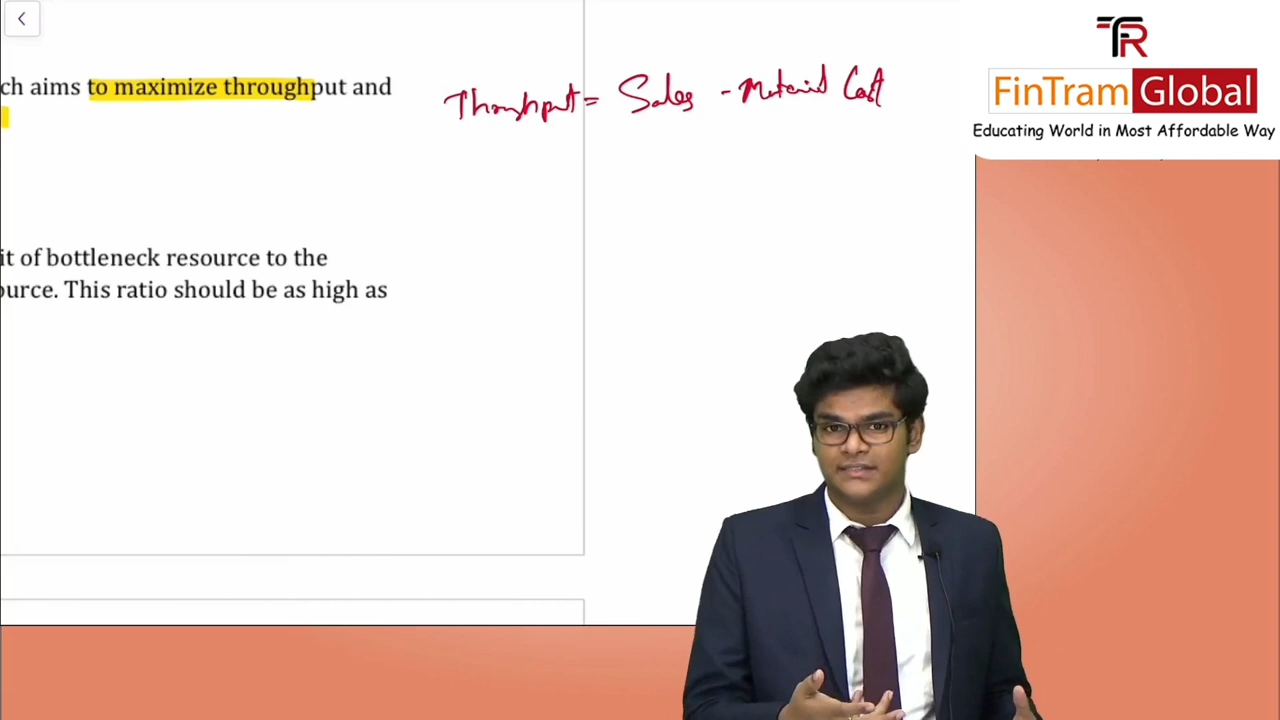 ch aims to maximize throughput and
Throughput = Sales - Material Cost
it of bottleneck resource to the
ource. This ratio should be as high as
TR
FinTram Global
Educating World in Most Affordable Way